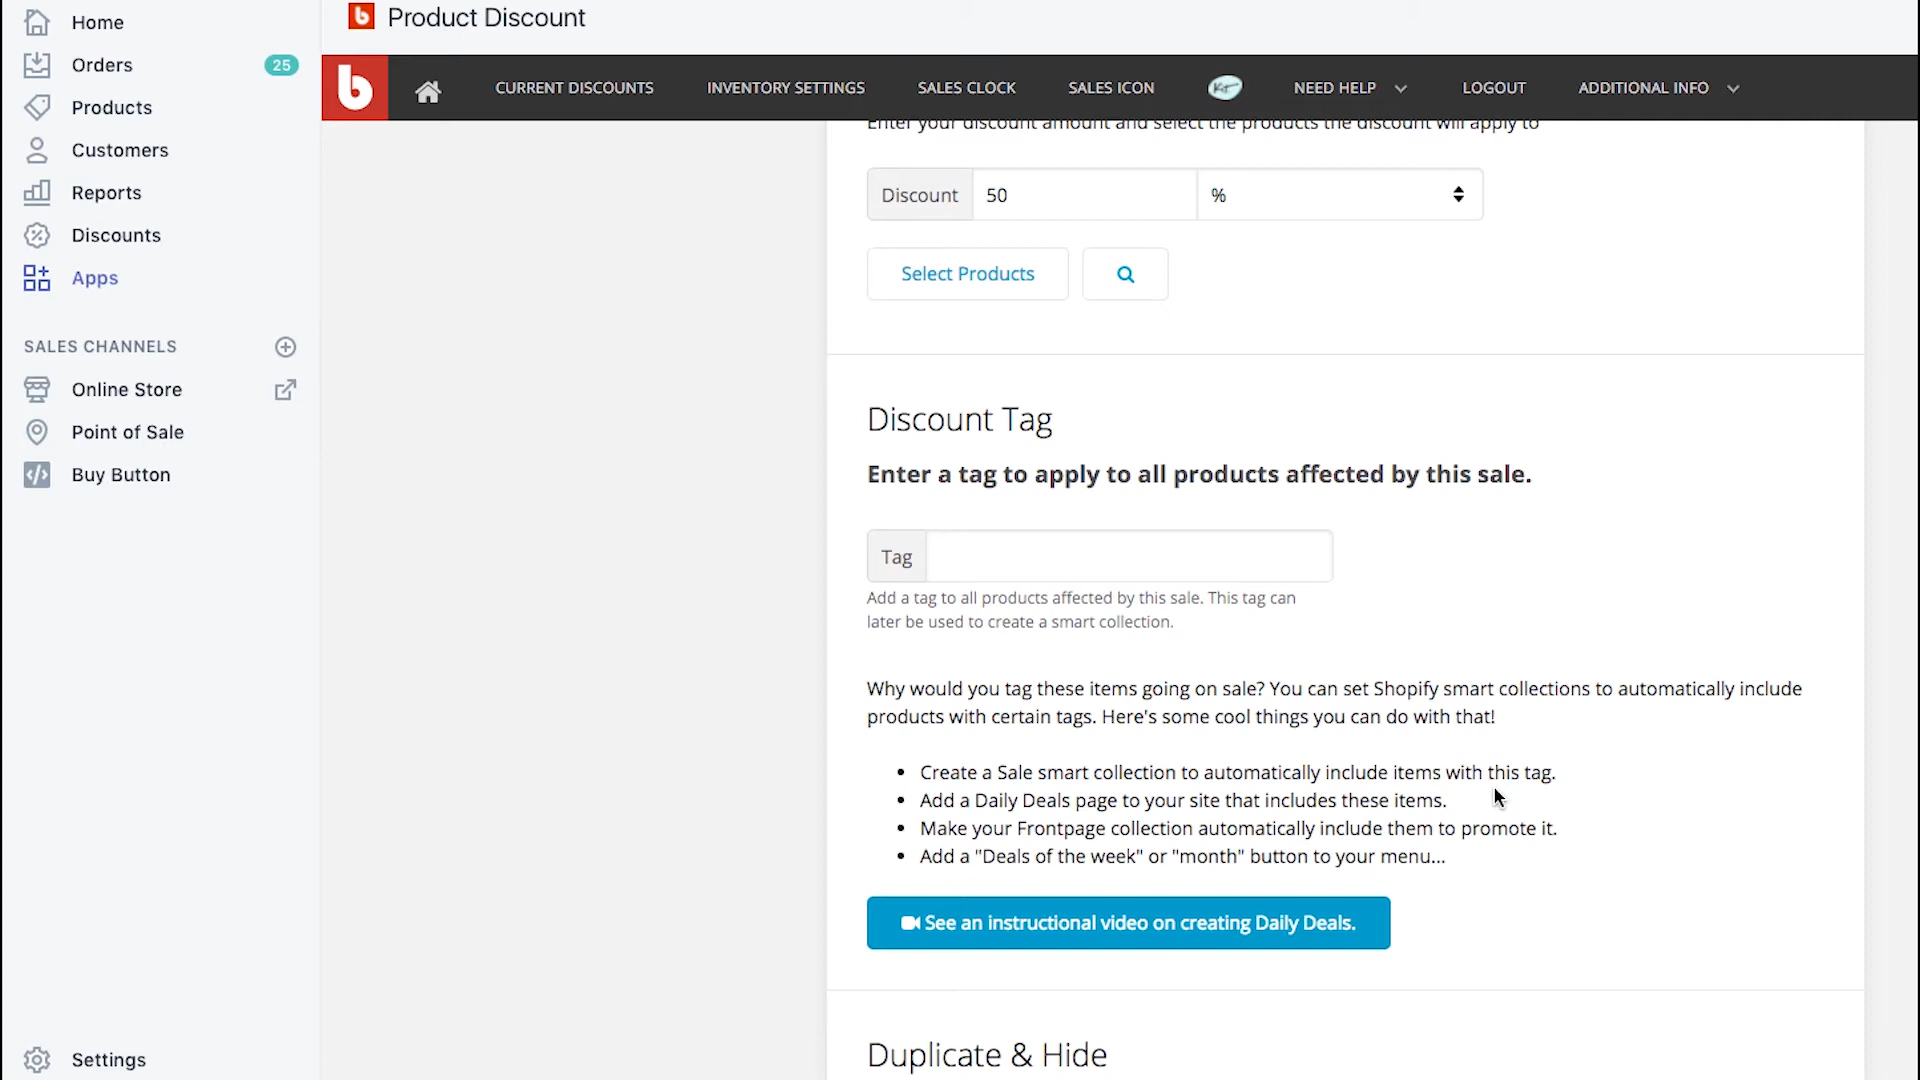 Home
Orders
25
Products
Customers
Reports
Discounts
Apps
SALES CHANNELS
Online Store
Point of Sale
Buy Button
Settings
b Product Discount
b
CURRENT DISCOUNTS
INVENTORY SETTINGS
SALES CLOCK
SALES ICON
Kit
NEED HELP
LOGOUT
ADDITIONAL INFO
Enter your discount amount and select the products the discount will apply to
Discount 50 %
Select Products
Discount Tag
Enter a tag to apply to all products affected by this sale.
Tag
Add a tag to all products affected by this sale. This tag can
later be used to create a smart collection.
Why would you tag these items going on sale? You can set Shopify smart collections to automatically include
products with certain tags. Here's some cool things you can do with that!
• Create a Sale smart collection to automatically include items with this tag.
• Add a Daily Deals page to your site that includes these items.
• Make your Frontpage collection automatically include them to promote it.
• Add a "Deals of the week" or "month" button to your menu...
See an instructional video on creating Daily Deals.
Duplicate & Hide